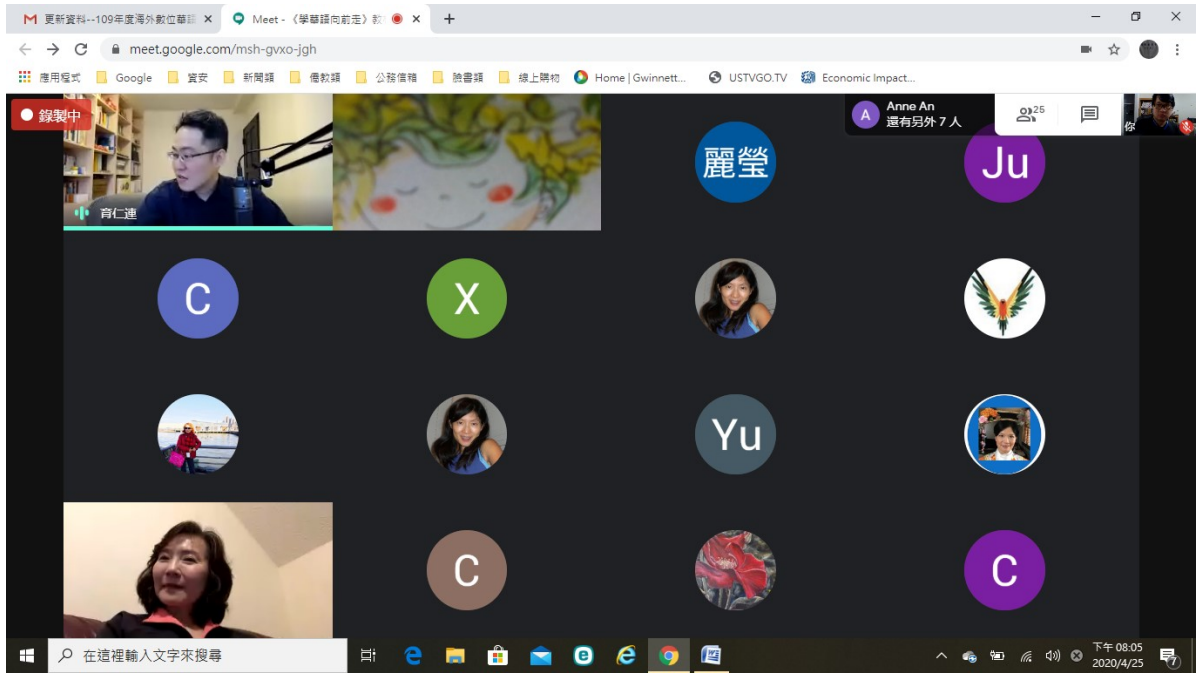 更新資料--109年度海外數位華語
Meet - 《學華語向前走》教
meet.google.com/msh-gvxo-jgh
應用程式
Google
資安
新聞類
僑教類
公務信箱
臉書類
線上購物
Home | Gwinnett...
USTVGO.TV
Economic Impact...
錄製中
A
Anne An
還有另外 7 人
25
你
育仁連
麗瑩
Ju
C
X
Yu
C
C
在這裡輸入文字來搜尋
下午 08:05
2020/4/25
7